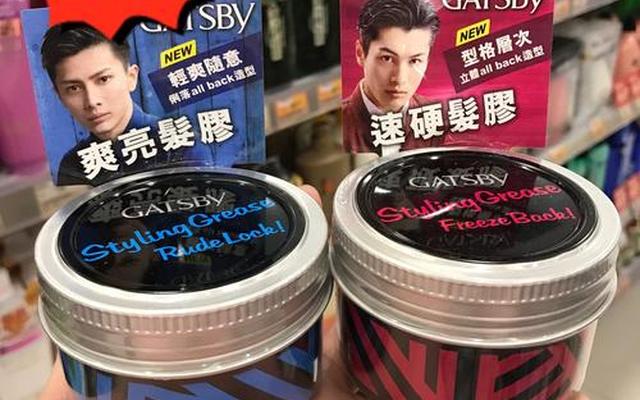 GATSBY
NEW
輕爽隨意
俐落all back造型
爽亮髮膠
GATSBY
NEW
型格層次
立體all back造型
速硬髮膠
GATSBY
Styling Grease
Rude Lock!
GATSBY
Styling Grease
Freeze Back!